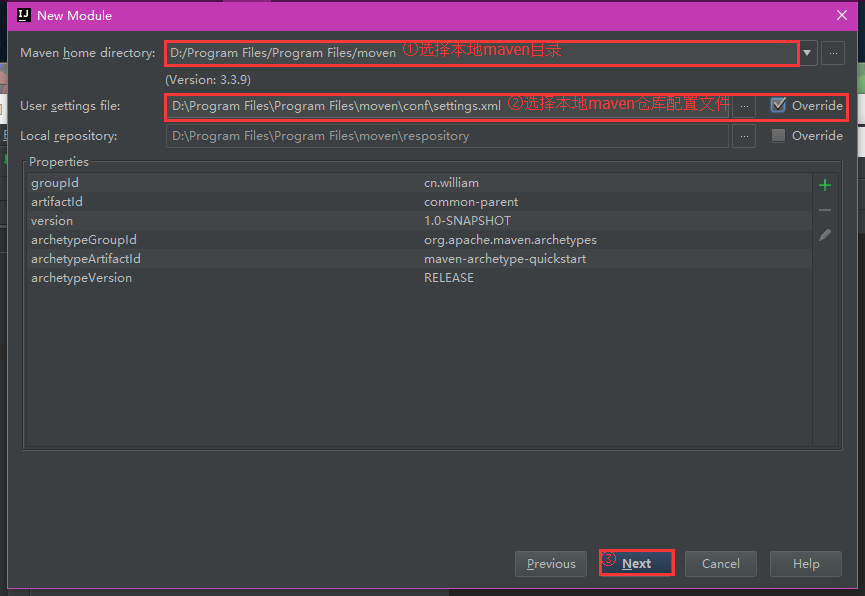 New Module
Maven home directory: D:/Program Files/Program Files/moven ①选择本地maven目录
(Version: 3.3.9)
User settings file: D:\Program Files\Program Files\moven\conf\settings.xml ②选择本地maven仓库配置文件 ... Override
Local repository: D:\Program Files\Program Files\moven\respository ... Override
Properties
groupId cn.william
artifactId common-parent
version 1.0-SNAPSHOT
archetypeGroupId org.apache.maven.archetypes
archetypeArtifactId maven-archetype-quickstart
archetypeVersion RELEASE
Previous ③ Next Cancel Help